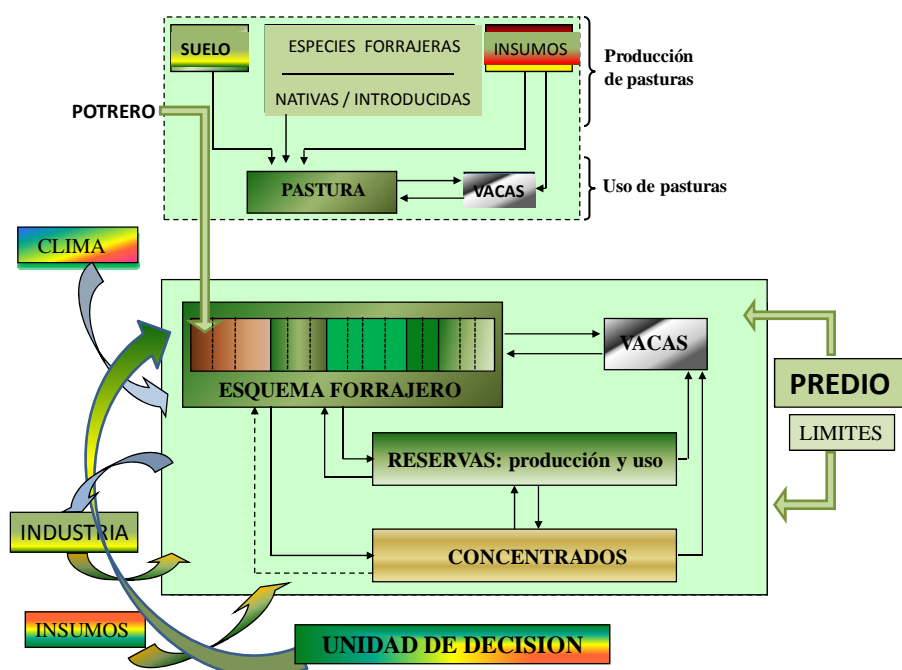 SUELO
ESPECIES FORRAJERAS
NATIVAS / INTRODUCIDAS
INSUMOS
Producción
de pasturas
POTRERO
PASTURA
VACAS
Uso de pasturas
CLIMA
ESQUEMA FORRAJERO
VACAS
PREDIO
LIMITES
RESERVAS: producción y uso
INDUSTRIA
CONCENTRADOS
INSUMOS
UNIDAD DE DECISION